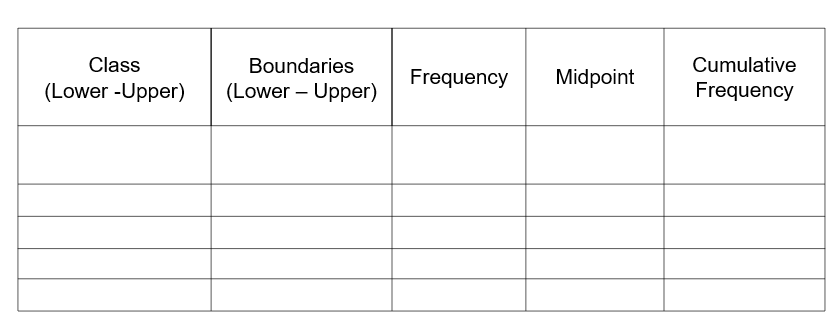 Class
(Lower -Upper)
Boundaries
(Lower – Upper)
Frequency
Midpoint
Cumulative
Frequency